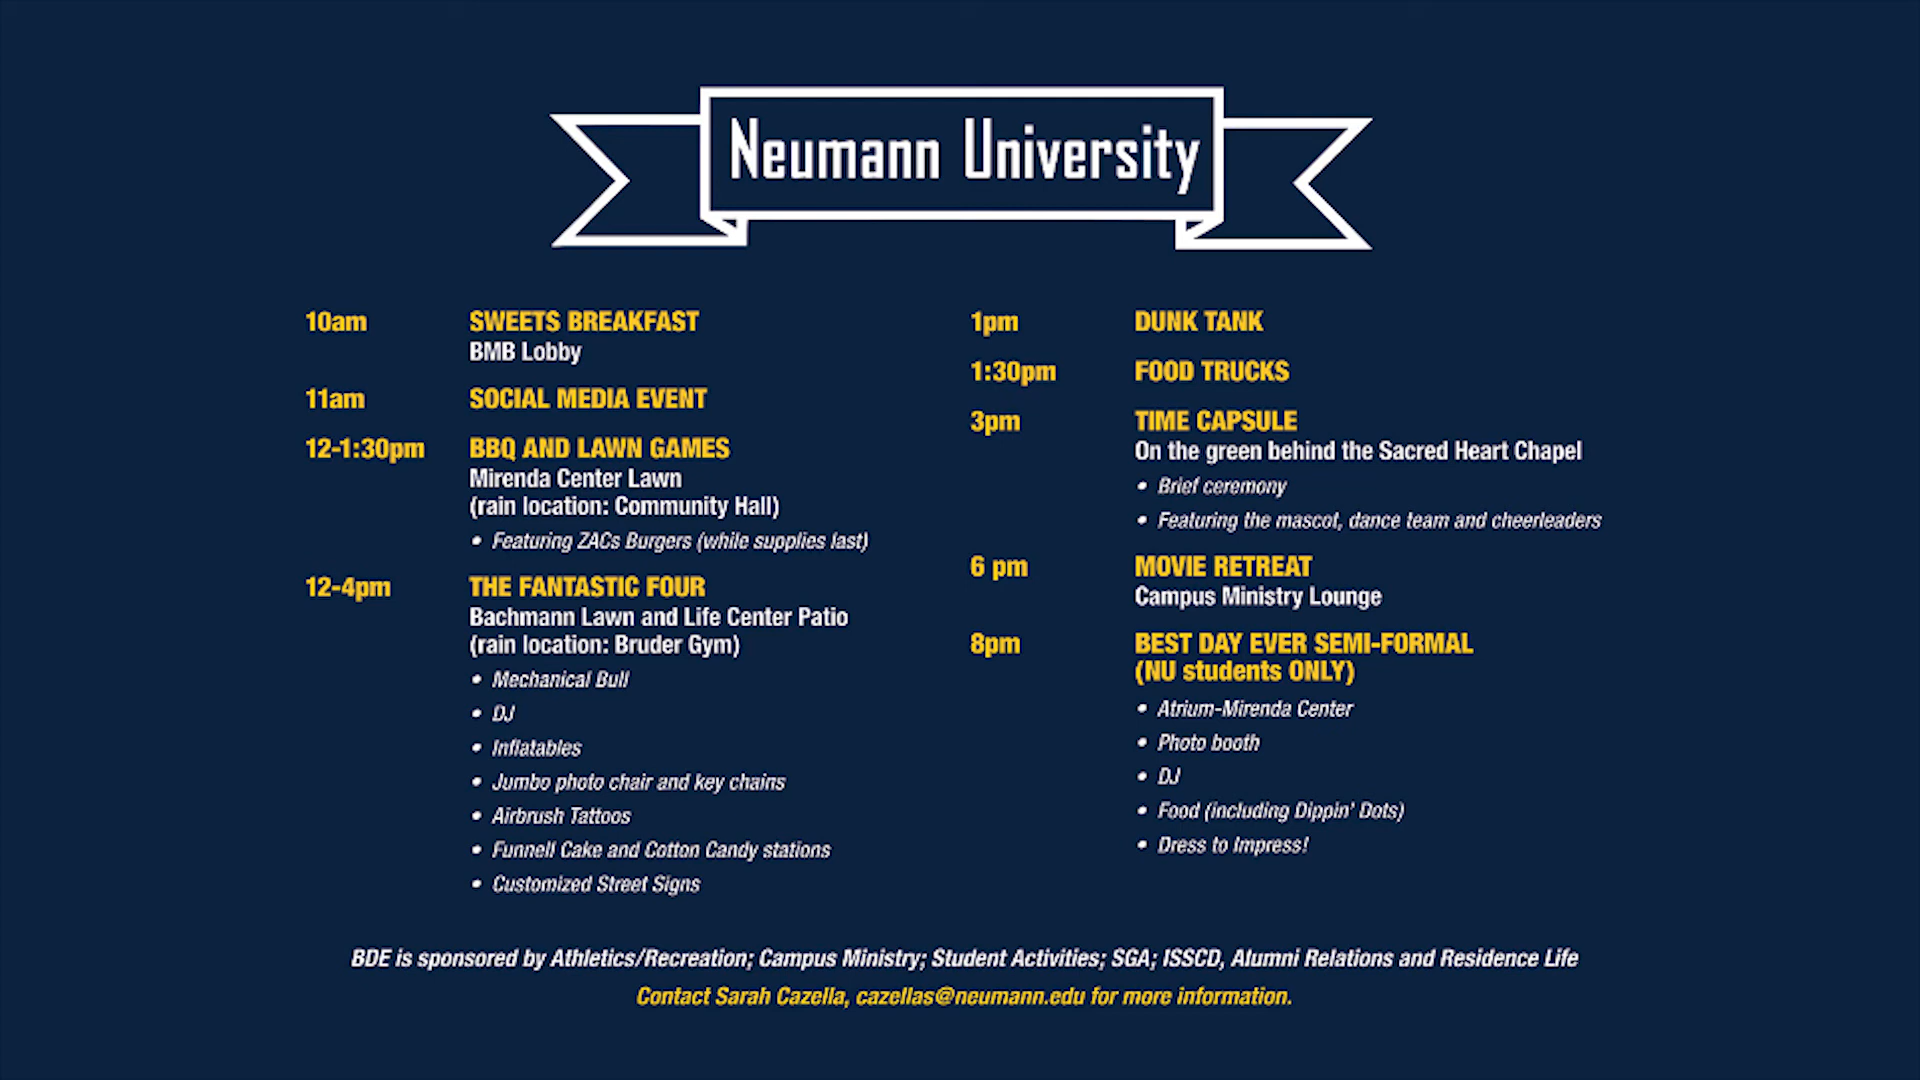 Neumann University
10am SWEETS BREAKFAST
BMB Lobby
11am SOCIAL MEDIA EVENT
12-1:30pm BBQ AND LAWN GAMES
Mirenda Center Lawn
(rain location: Community Hall)
• Featuring ZACs Burgers (while supplies last)
12-4pm THE FANTASTIC FOUR
Bachmann Lawn and Life Center Patio
(rain location: Bruder Gym)
• Mechanical Bull
• DJ
• Inflatables
• Jumbo photo chair and key chains
• Airbrush Tattoos
• Funnell Cake and Cotton Candy stations
• Customized Street Signs
1pm DUNK TANK
1:30pm FOOD TRUCKS
3pm TIME CAPSULE
On the green behind the Sacred Heart Chapel
• Brief ceremony
• Featuring the mascot, dance team and cheerleaders
6 pm MOVIE RETREAT
Campus Ministry Lounge
8pm BEST DAY EVER SEMI-FORMAL
(NU students ONLY)
• Atrium-Mirenda Center
• Photo booth
• DJ
• Food (including Dippin' Dots)
• Dress to Impress!
BDE is sponsored by Athletics/Recreation; Campus Ministry; Student Activities; SGA; ISSCD, Alumni Relations and Residence Life
Contact Sarah Cazella, cazellas@neumann.edu for more information.